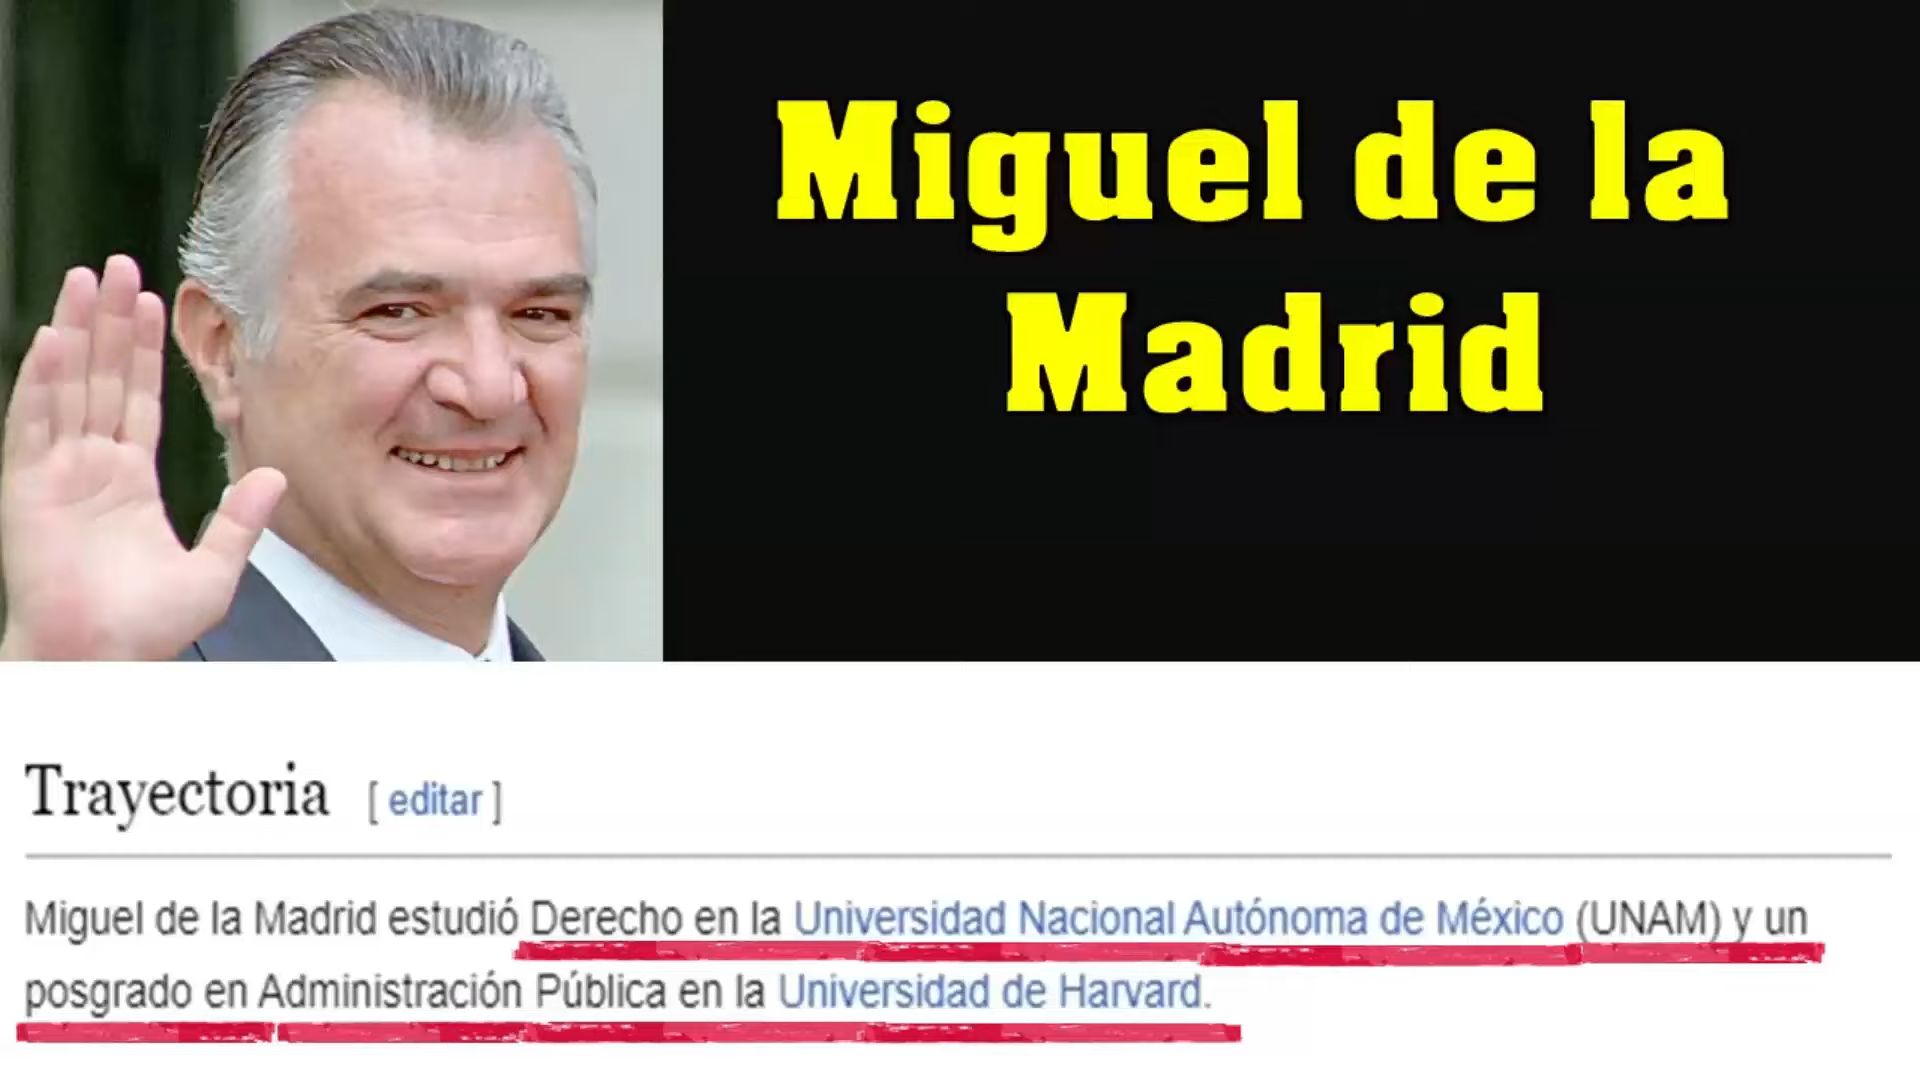 Miguel de la
Madrid
Trayectoria [ editar ]
Miguel de la Madrid estudió Derecho en la Universidad Nacional Autónoma de México (UNAM) y un
posgrado en Administración Pública en la Universidad de Harvard.